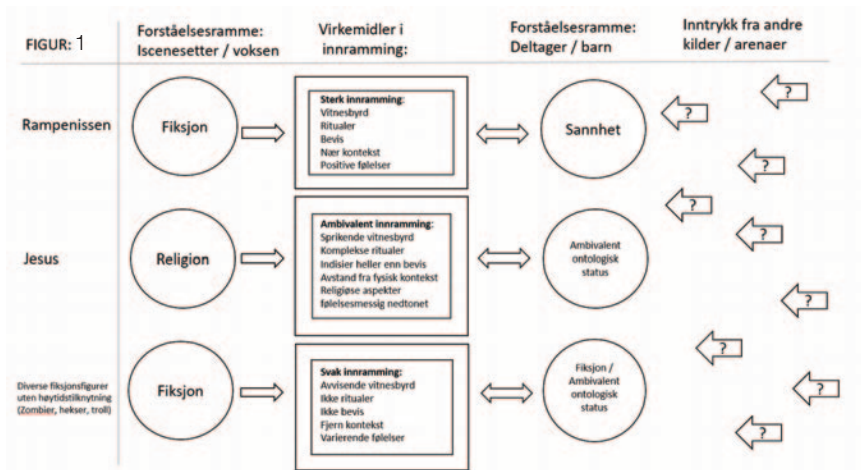 FIGUR: 1
Forståelsesramme:
Iscenesetter / voksen
Virkemidler i
innramming:
Forståelsesramme:
Deltager / barn
Inntrykk fra andre
kilder / arenaer
Rampenissen
Fiksjon
Sterk innramming:
Vitnesbyrd
Ritualer
Bevis
Nær kontekst
Positive følelser
Sannhet
?
?
?
Jesus
Religion
Ambivalent innramming:
Sprikende vitnesbyrd
Komplekse ritualer
Indisier heller enn bevis
Avstand fra fysisk kontekst
Religiøse aspekter
følelsesmessig nedtonet
Ambivalent
ontologisk
status
?
?
?
Diverse fiksjonsfigurer
uten høytidstilknytning
(Zombier, hekser, troll)
Fiksjon
Svak innramming:
Avvisende vitnesbyrd
Ikke ritualer
Ikke bevis
Fjern kontekst
Varierende følelser
Fiksjon /
Ambivalent
ontologisk
status
?
?
?